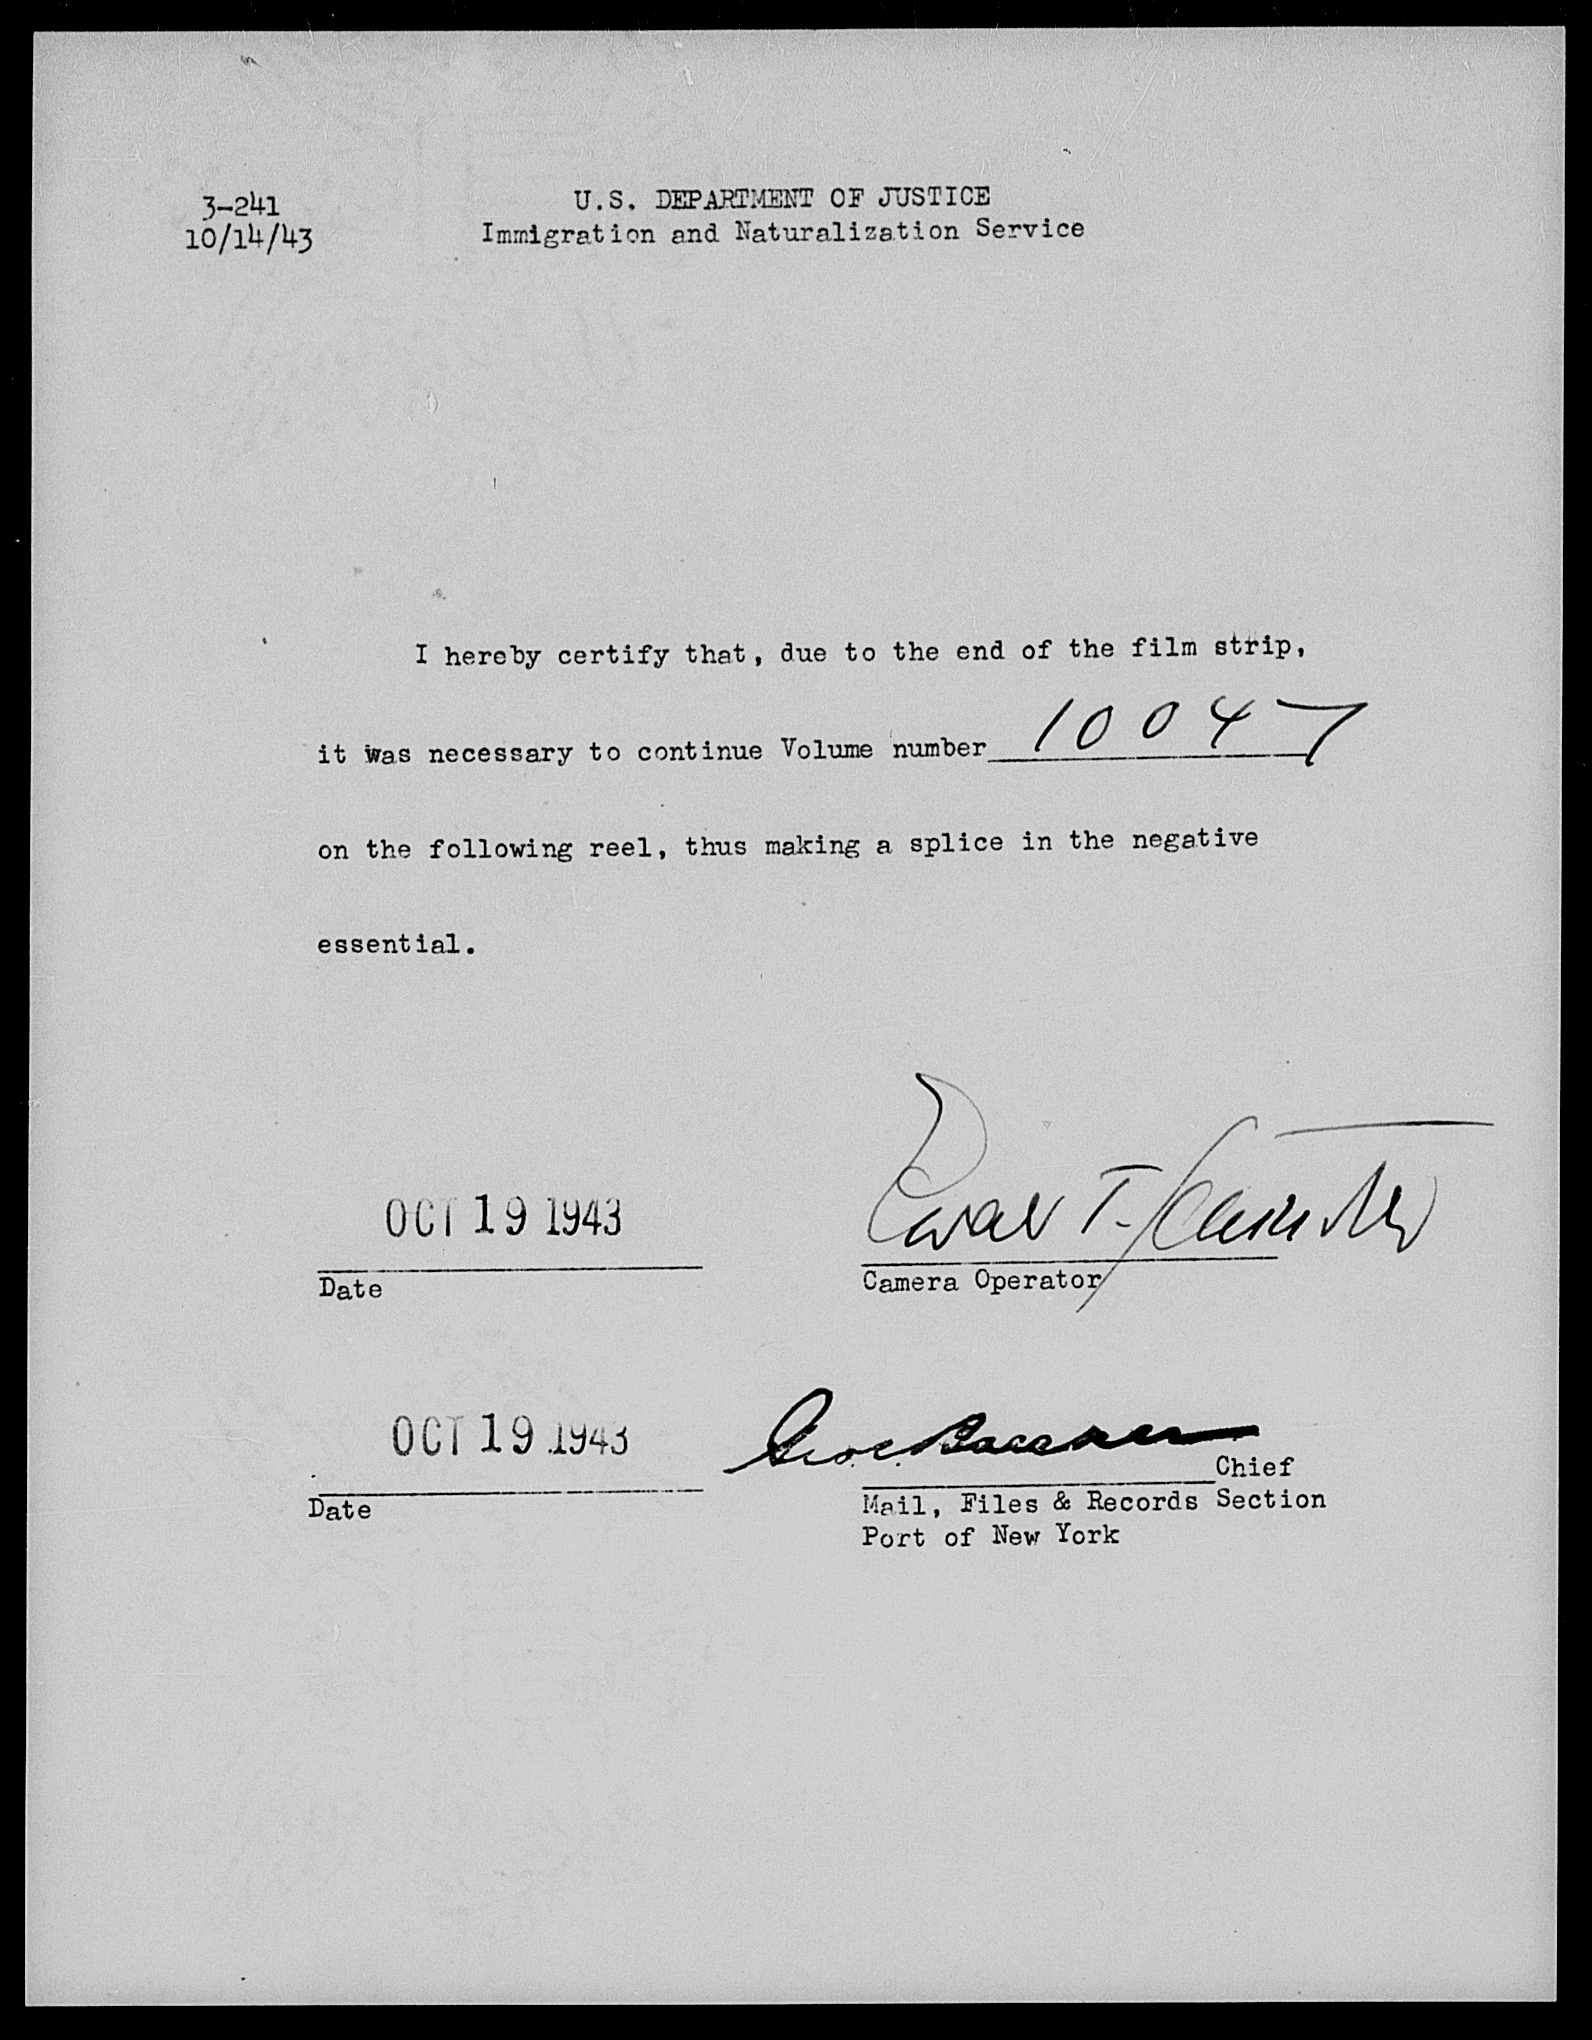 3-241
10/14/43
U.S. DEPARTMENT OF JUSTICE
Immigration and Naturalization Service
I hereby certify that, due to the end of the film strip,
it was necessary to continue Volume number 10047
on the following reel, thus making a splice in the negative
essential.
OCT 19 1943
Date
T.
Camera Operator
OCT 19 1943
Date
Chief
Mail, Files & Records Section
Port of New York